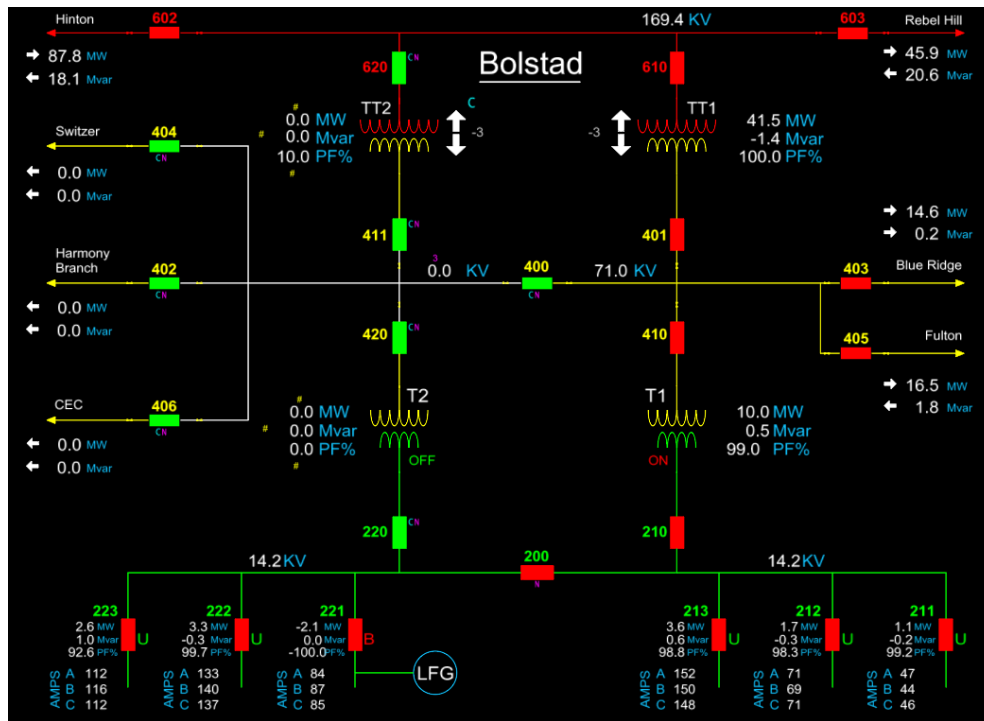 Hinton
602
169.4 KV
603
Rebel Hill
87.8 MW
18.1 Mvar
620
CN
Bolstad
610
45.9 MW
20.6 Mvar
TT2
C
-3
#
0.0 MW
# 0.0 Mvar
10.0 PF%
#
-3
TT1
41.5 MW
-1.4 Mvar
100.0 PF%
Switzer
404
CN
0.0 MW
0.0 Mvar
411
CN
401
14.6 MW
0.2 Mvar
Harmony
Branch
402
CN
3
0.0 KV
400
CN
71.0 KV
403
Blue Ridge
0.0 MW
0.0 Mvar
420
CN
410
405
Fulton
16.5 MW
1.8 Mvar
CEC
406
CN
0.0 MW
0.0 Mvar
T2
#
0.0 MW
# 0.0 Mvar
0.0 PF%
#
OFF
T1
10.0 MW
0.5 Mvar
99.0 PF%
ON
220
CN
210
14.2 KV
200
N
14.2 KV
223
2.6 MW
1.0 Mvar
92.6 PF%
U
AMPS
A 112
B 116
C 112
222
3.3 MW
-0.3 Mvar
99.7 PF%
U
AMPS
A 133
B 140
C 137
221
-2.1 MW
0.0 Mvar
-100.0 PF%
B
AMPS
A 84
B 87
C 85
LFG
213
3.6 MW
0.6 Mvar
98.8 PF%
U
AMPS
A 152
B 150
C 148
212
1.7 MW
-0.3 Mvar
98.3 PF%
U
AMPS
A 71
B 69
C 71
211
1.1 MW
-0.2 Mvar
99.2 PF%
U
AMPS
A 47
B 44
C 46